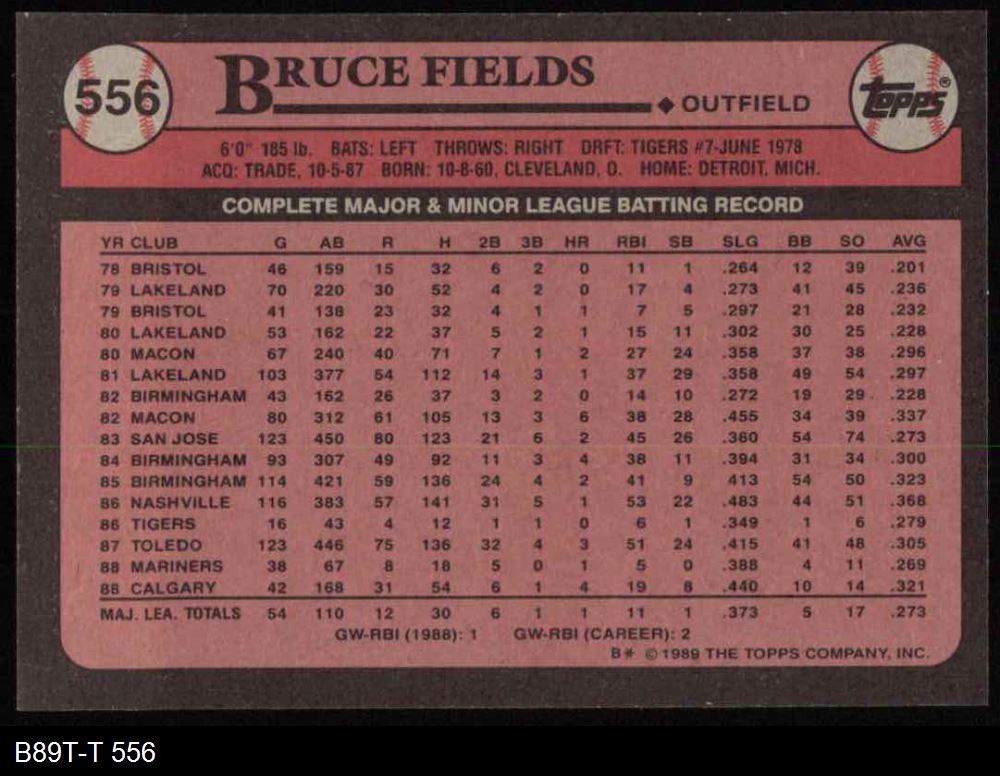 556
BRUCE FIELDS
◆ OUTFIELD
topps®
6'0" 185 lb. BATS: LEFT THROWS: RIGHT DRFT: TIGERS #7-JUNE 1978
ACQ: TRADE, 10-5-87 BORN: 10-8-60, CLEVELAND, O. HOME: DETROIT, MICH.
COMPLETE MAJOR & MINOR LEAGUE BATTING RECORD
YR CLUB G AB R H 2B 3B HR RBI SB SLG BB SO AVG
78 BRISTOL 46 159 15 32 6 2 0 11 1 .264 12 39 .201
79 LAKELAND 70 220 30 52 4 2 0 17 4 .273 41 45 .236
79 BRISTOL 41 138 23 32 4 1 1 7 5 .297 21 28 .232
80 LAKELAND 53 162 22 37 5 2 1 15 11 .302 30 25 .228
80 MACON 67 240 40 71 7 1 2 27 24 .358 37 38 .296
81 LAKELAND 103 377 54 112 14 3 1 37 29 .358 49 54 .297
82 BIRMINGHAM 43 162 26 37 3 2 0 14 10 .272 19 29 .228
82 MACON 80 312 61 105 13 3 6 38 28 .455 34 39 .337
83 SAN JOSE 123 450 80 123 21 6 2 45 26 .360 54 74 .273
84 BIRMINGHAM 93 307 49 92 11 3 4 38 11 .394 31 34 .300
85 BIRMINGHAM 114 421 59 136 24 4 2 41 9 .413 54 50 .323
86 NASHVILLE 116 383 57 141 31 5 1 53 22 .483 44 51 .368
86 TIGERS 16 43 4 12 1 1 0 6 1 .349 1 6 .279
87 TOLEDO 123 446 75 136 32 4 3 51 24 .415 41 48 .305
88 MARINERS 38 67 8 18 5 0 1 5 0 .388 4 11 .269
88 CALGARY 42 168 31 54 6 1 4 19 8 .440 10 14 .321
MAJ. LEA. TOTALS 54 110 12 30 6 1 1 11 1 .373 5 17 .273
GW-RBI (1988): 1 GW-RBI (CAREER): 2
B* © 1989 THE TOPPS COMPANY, INC.
B89T-T 556